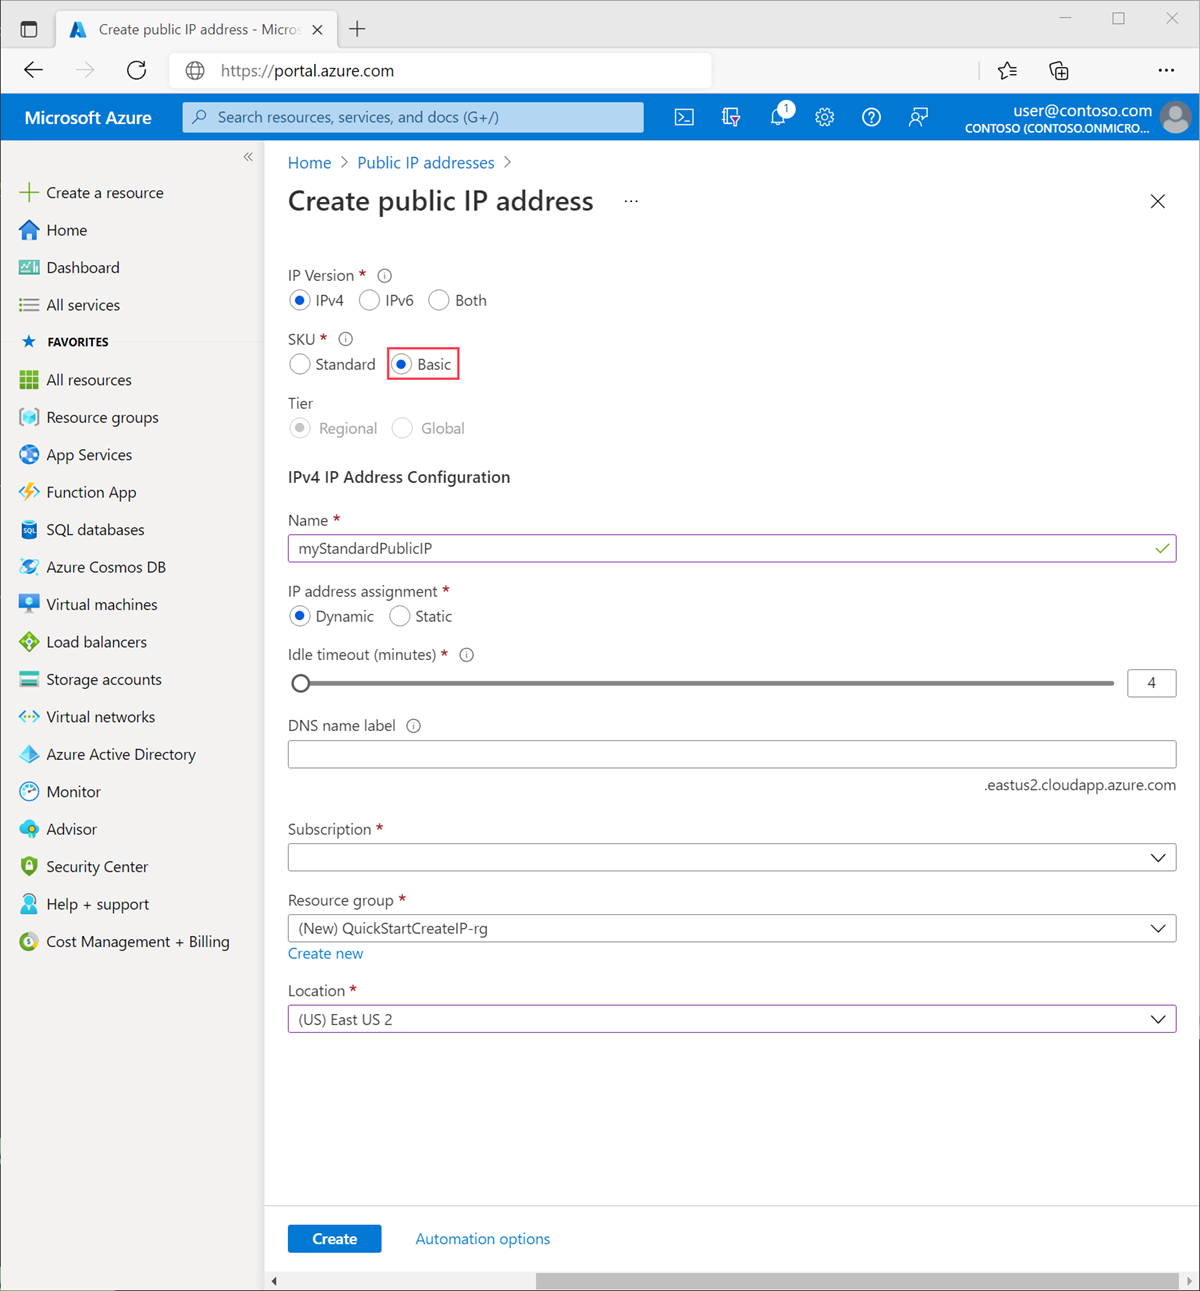 Create public IP address - Micros
https://portal.azure.com
Microsoft Azure
Search resources, services, and docs (G+/)
1
user@contoso.com
CONTOSO (CONTOSO.ONMICRO...
Create a resource
Home
Dashboard
All services
FAVORITES
All resources
Resource groups
App Services
Function App
SQL databases
Azure Cosmos DB
Virtual machines
Load balancers
Storage accounts
Virtual networks
Azure Active Directory
Monitor
Advisor
Security Center
Help + support
Cost Management + Billing
Home > Public IP addresses >
Create public IP address ...
IP Version *
IPv4 IPv6 Both
SKU *
Standard Basic
Tier
Regional Global
IPv4 IP Address Configuration
Name *
myStandardPublicIP
IP address assignment *
Dynamic Static
Idle timeout (minutes) *
4
DNS name label
.eastus2.cloudapp.azure.com
Subscription *
Resource group *
(New) QuickStartCreateIP-rg
Create new
Location *
(US) East US 2
Create Automation options